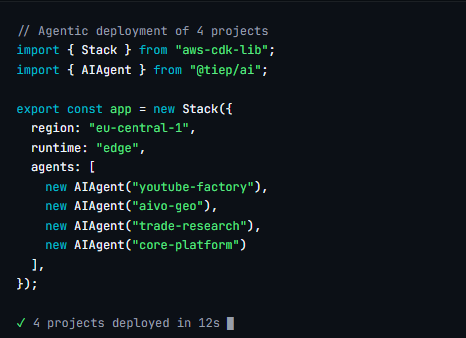 // Agentic deployment of 4 projects
import { Stack } from "aws-cdk-lib";
import { AIAgent } from "@tiep/ai";
export const app = new Stack({
region: "eu-central-1",
runtime: "edge",
agents: [
new AIAgent("youtube-factory"),
new AIAgent("aivo-geo"),
new AIAgent("trade-research"),
new AIAgent("core-platform")
],
});
✓ 4 projects deployed in 12s